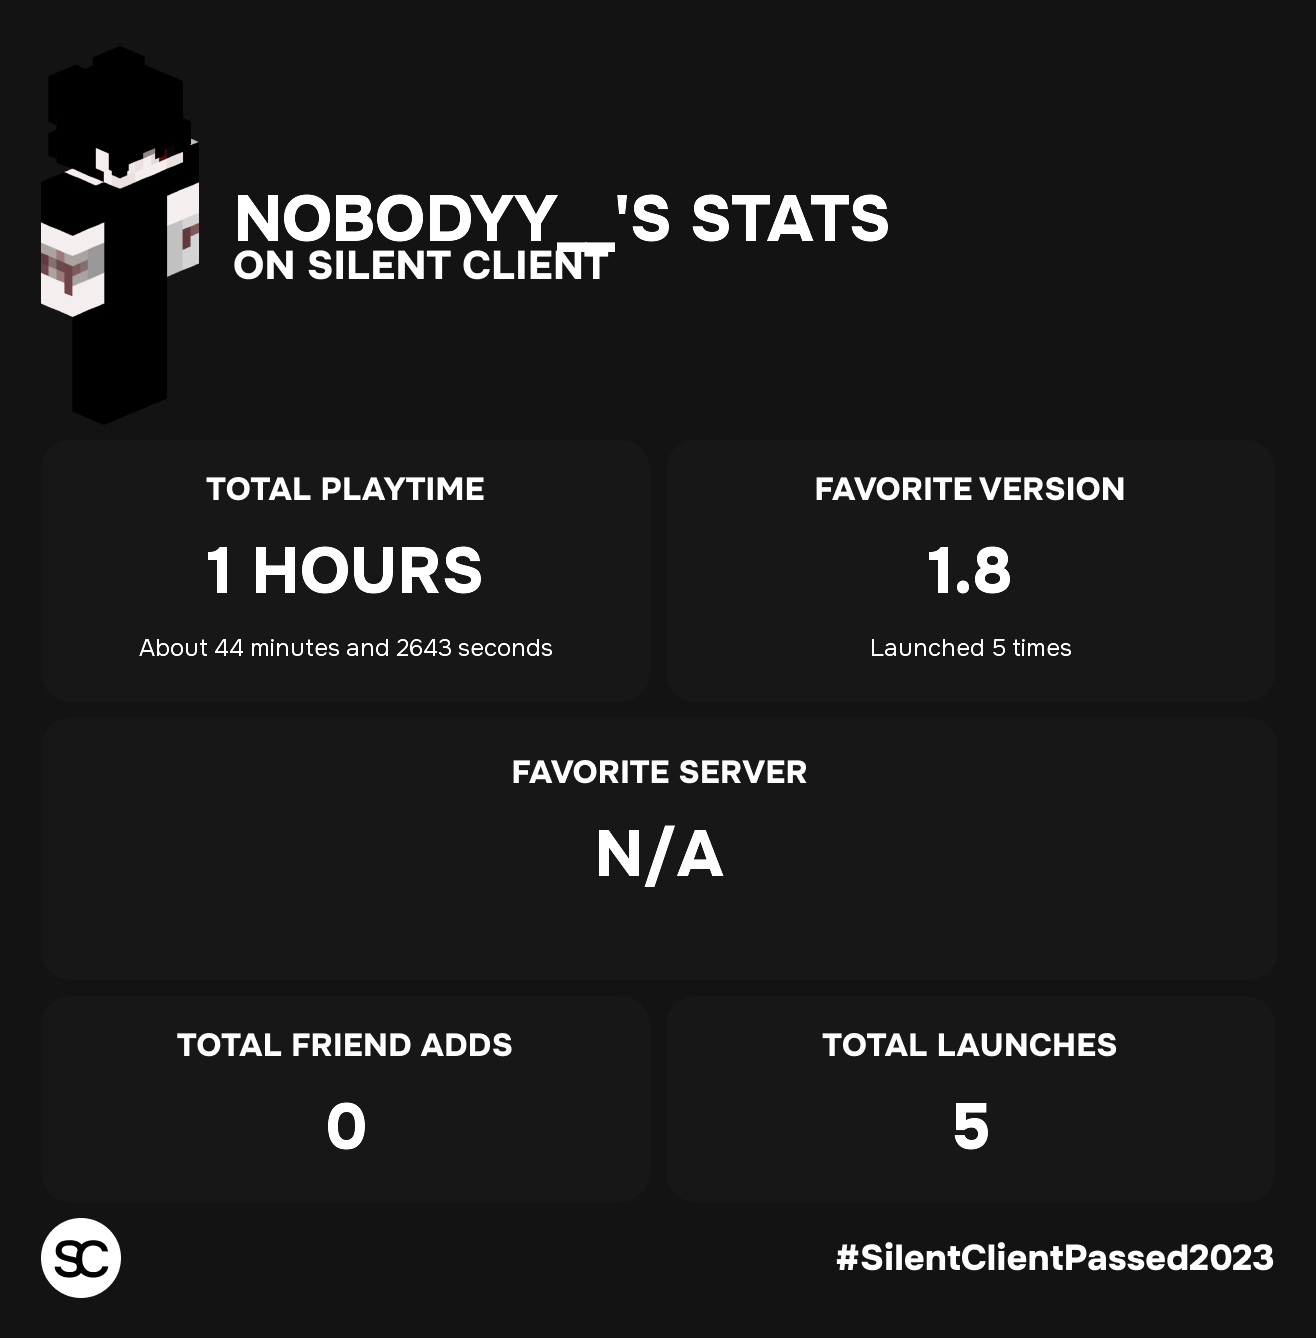 NOBODYY__'S STATS
ON SILENT CLIENT
TOTAL PLAYTIME
1 HOURS
About 44 minutes and 2643 seconds
FAVORITE VERSION
1.8
Launched 5 times
FAVORITE SERVER
N/A
TOTAL FRIEND ADDS
0
TOTAL LAUNCHES
5
SC
#SilentClientPassed2023